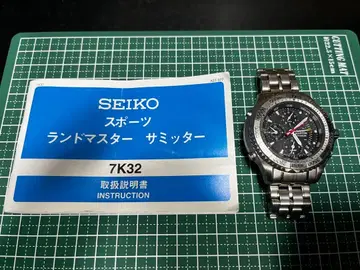 SEIKO
スポーツ
ランドマスター サミッター
7K32
取扱説明書
INSTRUCTION